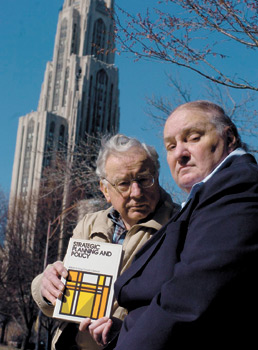 STRATEGIC
PLANNING AND
POLICY